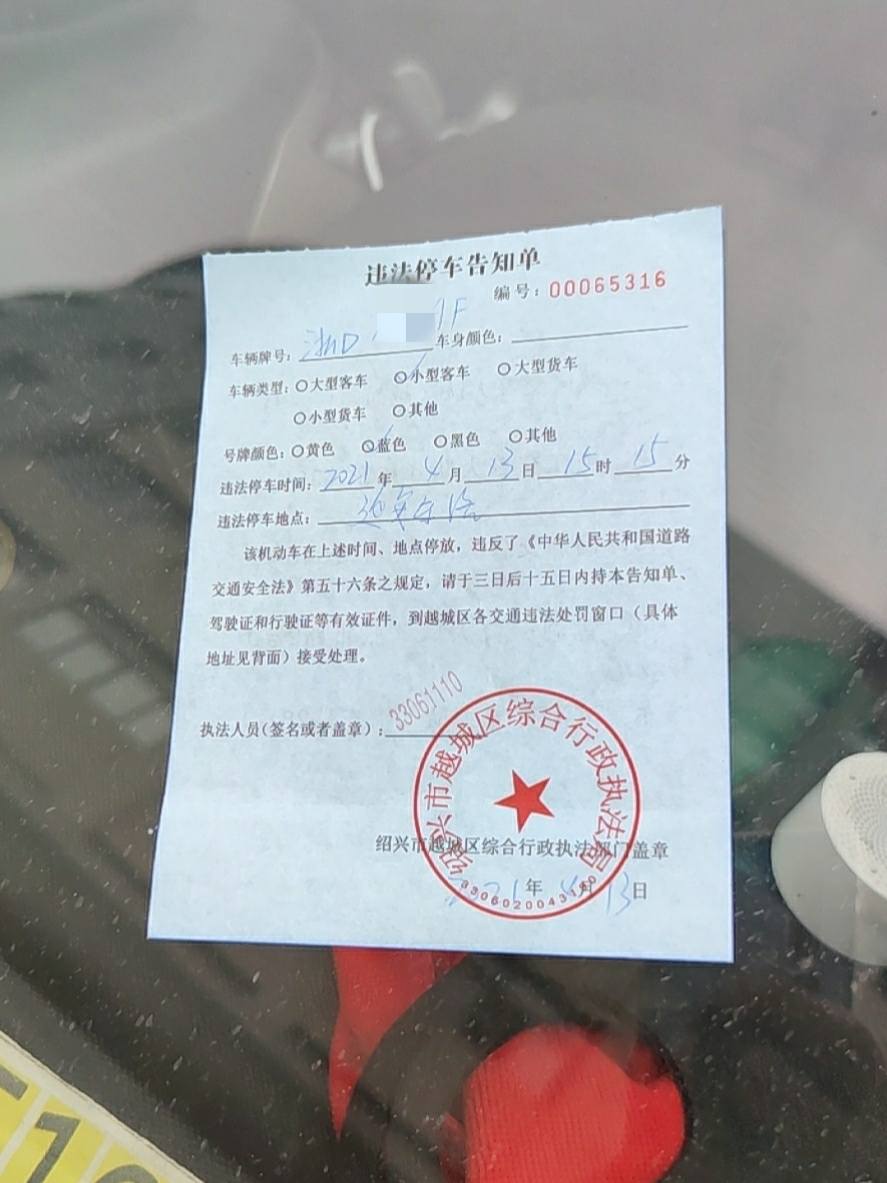 违法停车告知单
编号：00065316
车辆牌号：浙D 1F 车身颜色：
车辆类型：○大型客车 ○小型客车 ○大型货车
○小型货车 ○其他
号牌颜色：○黄色 ○蓝色 ○黑色 ○其他
违法停车时间：2021年4月13日15时15分
违法停车地点：
该机动车在上述时间、地点停放，违反了《中华人民共和国道路
交通安全法》第五十六条之规定，请于三日后十五日内持本告知单、
驾驶证和行驶证等有效证件，到越城区各交通违法处罚窗口（具体
地址见背面）接受处理。
执法人员(签名或者盖章)：33061110
绍兴市越城区综合行政执法局
绍兴市越城区综合行政执法部门盖章
2021年4月13日